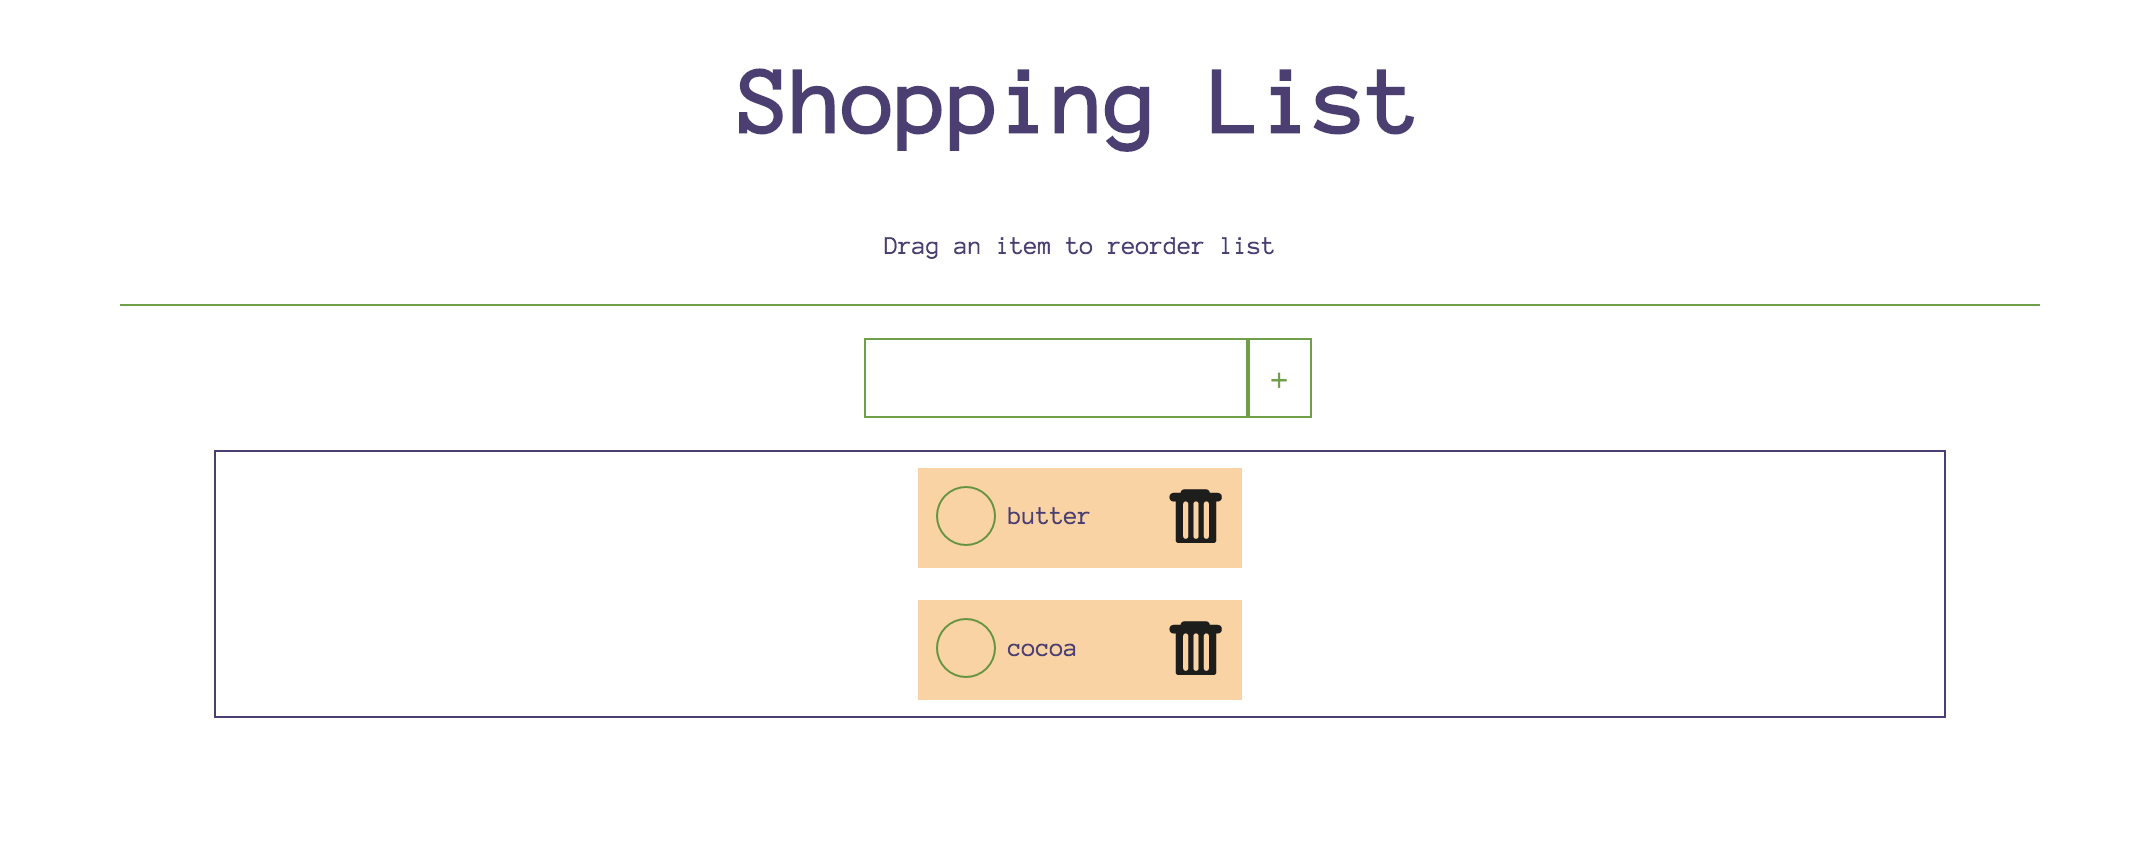 Shopping List
Drag an item to reorder list
+
butter
cocoa